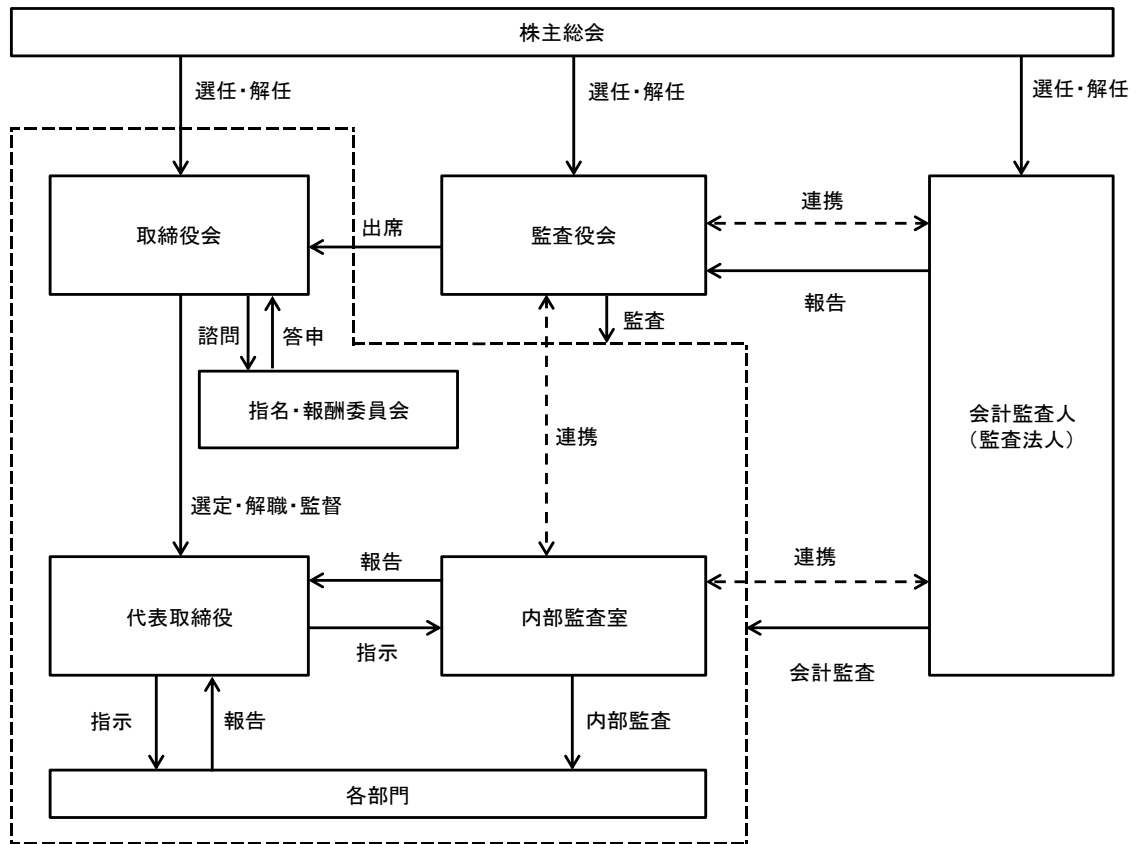 株主総会
選任・解任
選任・解任
選任・解任
取締役会
出席
監査役会
連携
報告
諮問
答申
監査
指名・報酬委員会
連携
会計監査人
（監査法人）
選定・解職・監督
代表取締役
報告
指示
内部監査室
連携
会計監査
指示
報告
内部監査
各部門